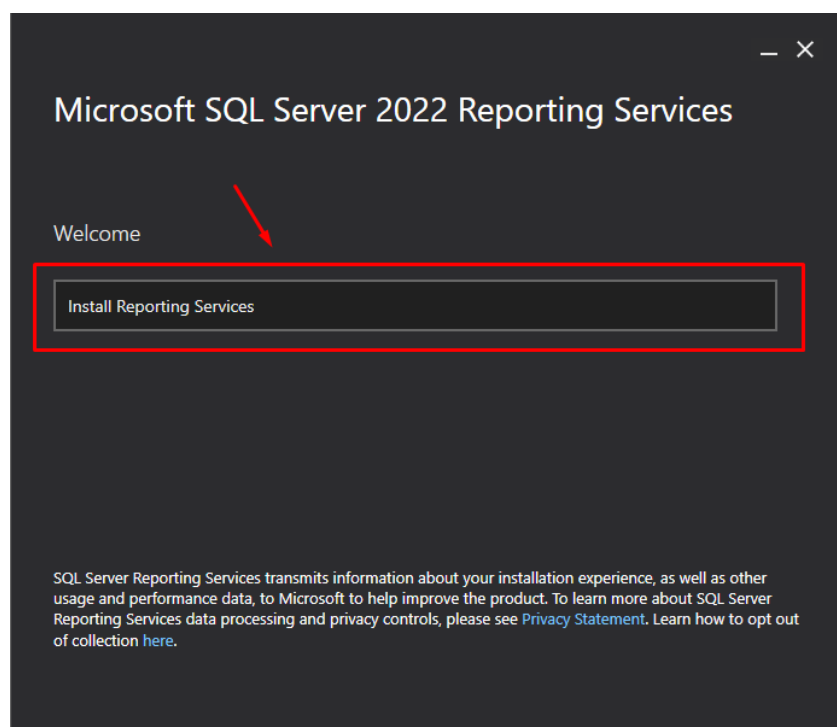 Microsoft SQL Server 2022 Reporting Services
Welcome
Install Reporting Services
SQL Server Reporting Services transmits information about your installation experience, as well as other
usage and performance data, to Microsoft to help improve the product. To learn more about SQL Server
Reporting Services data processing and privacy controls, please see Privacy Statement. Learn how to opt out
of collection here.